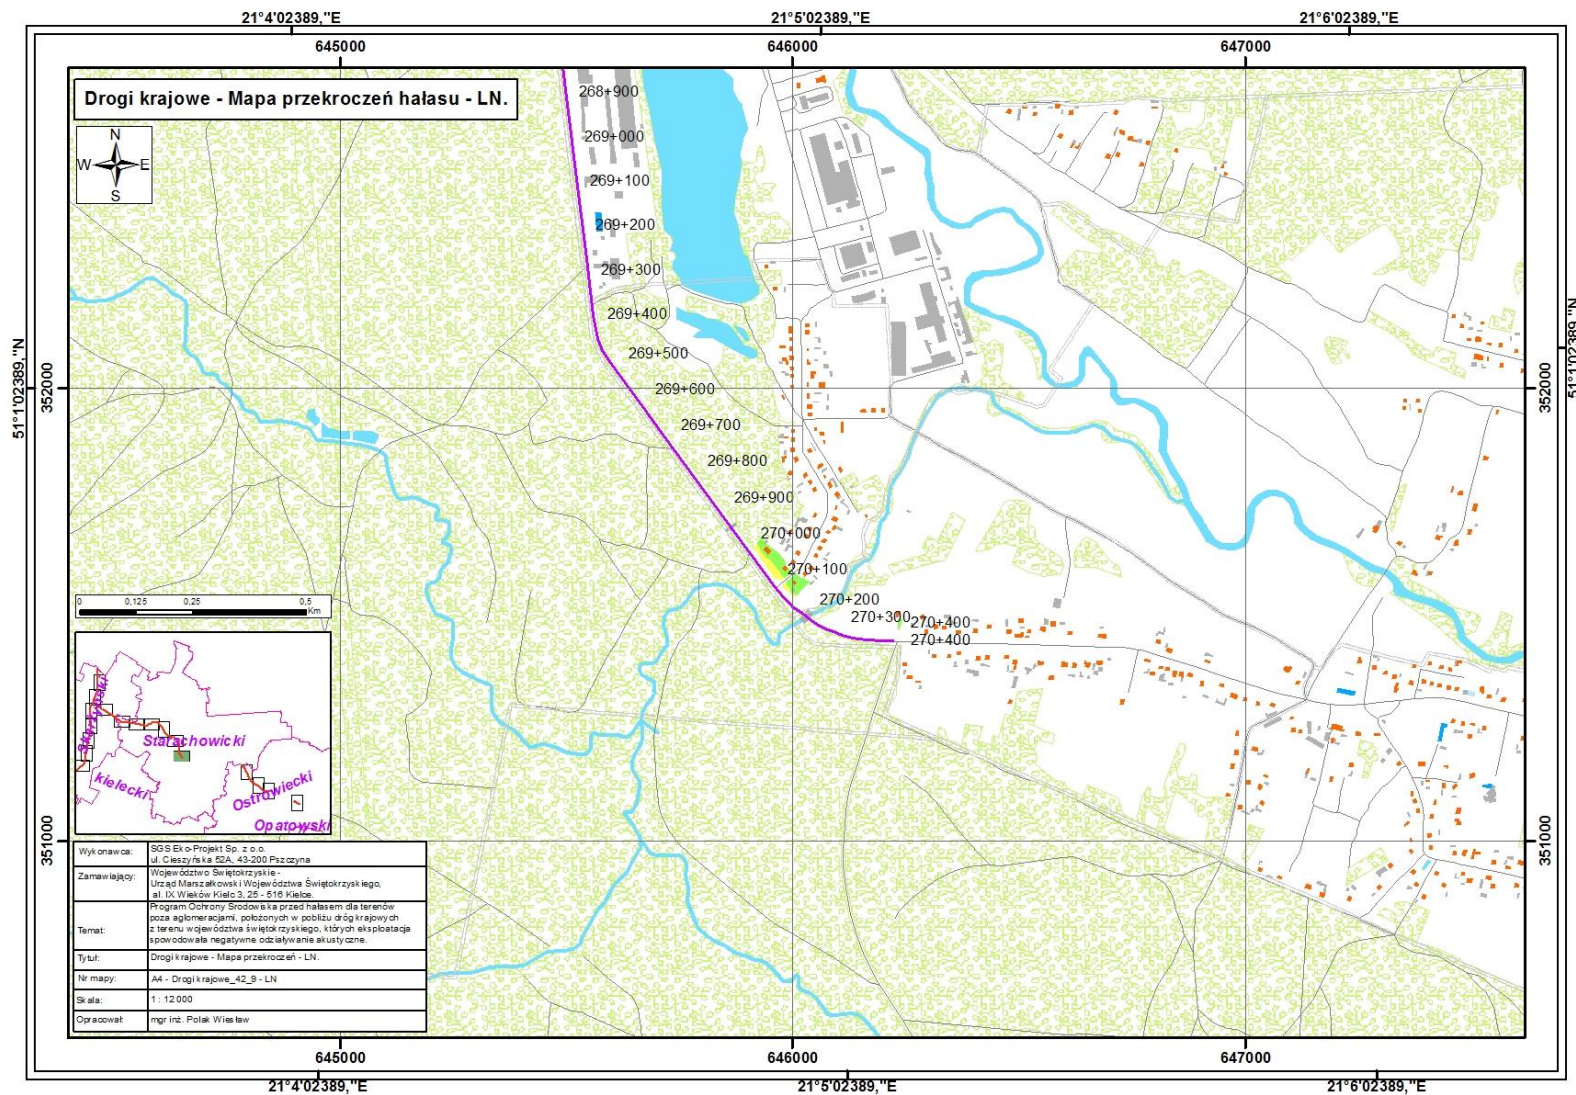 21°4'02389,"E
21°5'02389,"E
21°6'02389,"E
645000
646000
647000
Drogi krajowe - Mapa przekroczeń hałasu - LN.
N
W
E
S
268+900
269+000
269+100
269+200
269+300
269+400
269+500
269+600
269+700
269+800
269+900
270+000
270+100
270+200
270+300
270+400
270+400
51°1'02389,"N
352000
351000
352000
351000
51°1'02389,"N
0
0,125
0,25
0,5
Km
Starachowicki
kielecki
Ostrowiecki
Opatowski
Wykonawca:
SGS Eko-Projekt Sp. z o.o.
ul. Cieszyńska 52A, 43-200 Pszczyna
Zamawiający:
Województwo Świętokrzyskie -
Urząd Marszałkowski Województwa Świętokrzyskiego,
al. IX Wieków Kielc 3, 25 - 516 Kielce.
Temat:
Program Ochrony Środowiska przed hałasem dla terenów
poza aglomeracjami, położonych w pobliżu dróg krajowych
z terenu województwa świętokrzyskiego, których eksploatacja
spowodowała negatywne oddziaływanie akustyczne.
Tytuł:
Drogi krajowe - Mapa przekroczeń - LN.
Nr mapy:
A4 - Drogi krajowe_42_9 - LN
Skala:
1 : 12 000
Opracował:
mgr inż. Polak Wiesław
645000
646000
647000
21°4'02389,"E
21°5'02389,"E
21°6'02389,"E